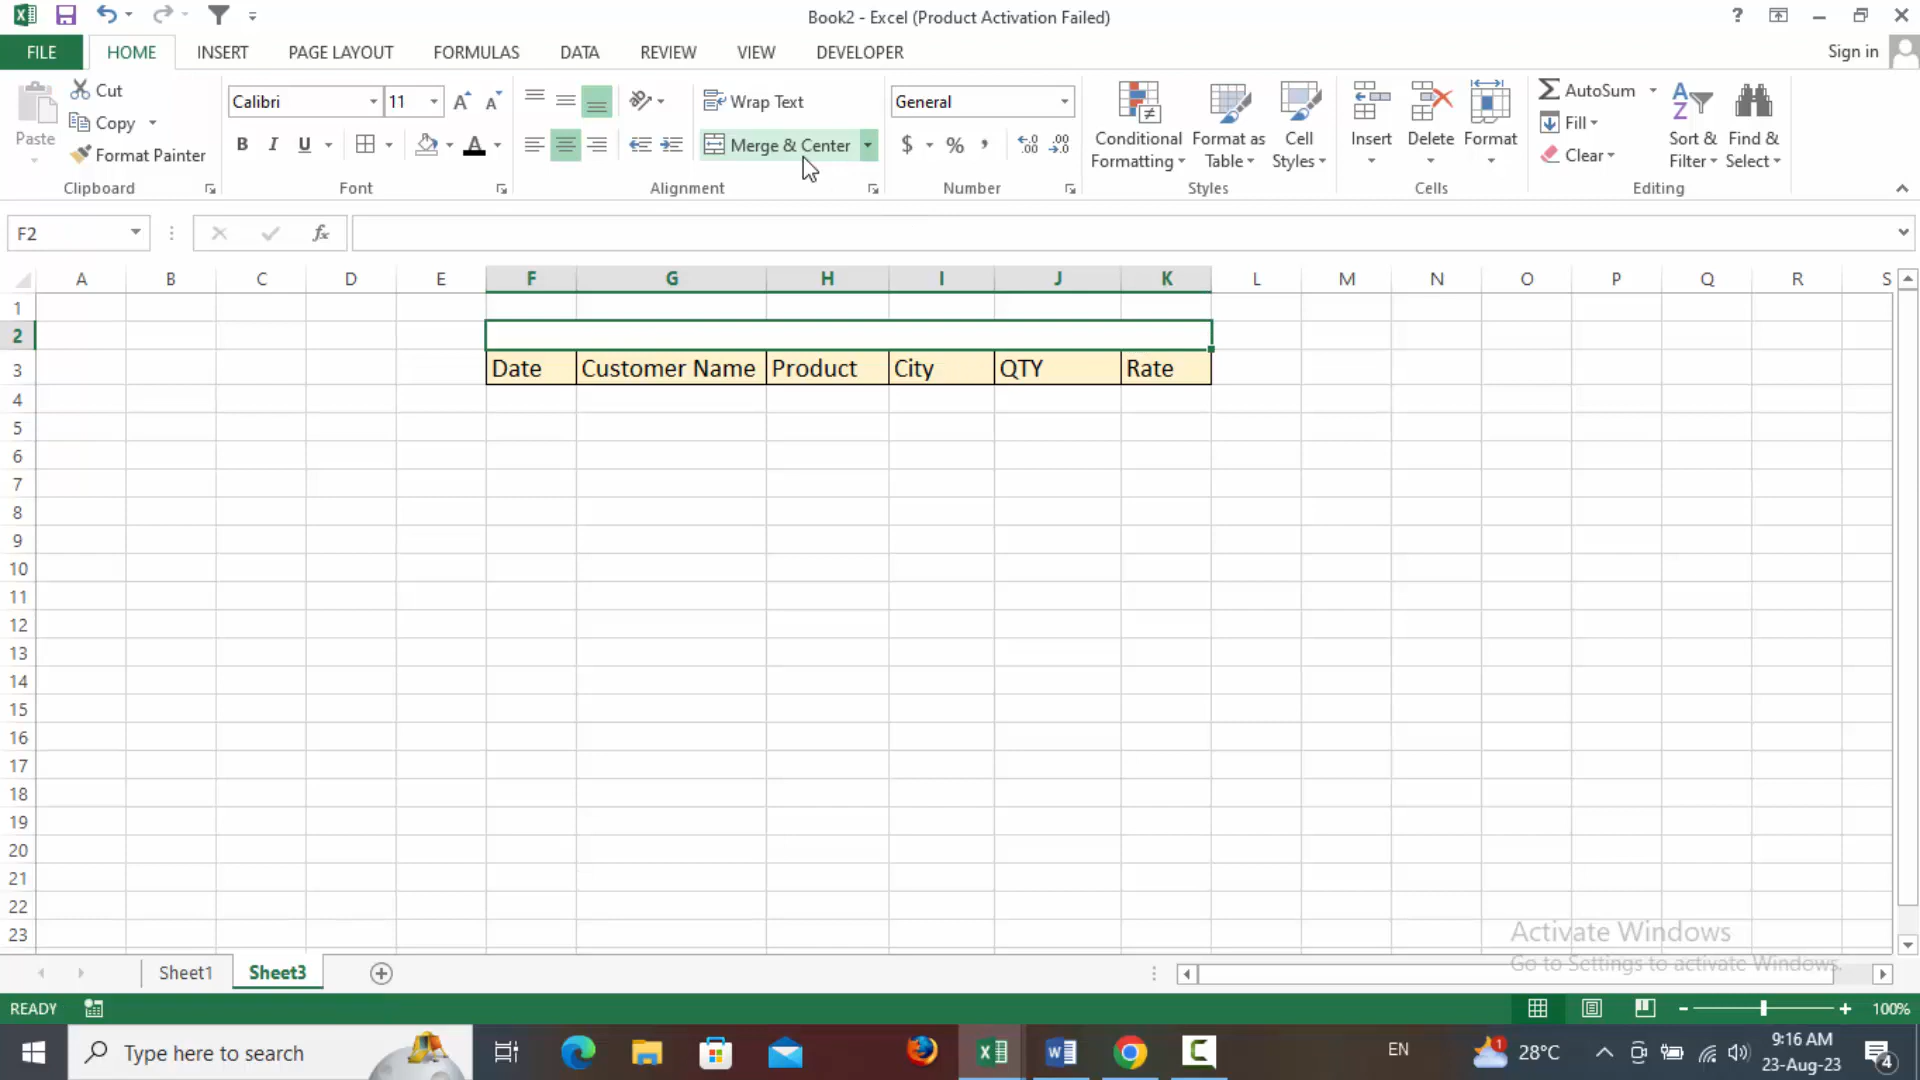 Book2 - Excel (Product Activation Failed)
?
FILE HOME INSERT PAGE LAYOUT FORMULAS DATA REVIEW VIEW DEVELOPER Sign in
Paste
Cut
Copy
Format Painter
Clipboard
Calibri 11
B I U A
Font
Wrap Text
Merge & Center
Alignment
General
$ % ,
Number
Conditional Formatting
Format as Table
Cell Styles
Styles
Insert Delete Format
Cells
AutoSum
Fill
Clear
Sort & Filter
Find & Select
Editing
F2 fx
A B C D E F G H I J K L M N O P Q R S
1
2
3 Date Customer Name Product City QTY Rate
4
5
6
7
8
9
10
11
12
13
14
15
16
17
18
19
20
21
22
23
Activate Windows
Go to Settings to activate Windows.
Sheet1 Sheet3
READY 100%
Type here to search EN 1 28°C 9:16 AM
23-Aug-23 4